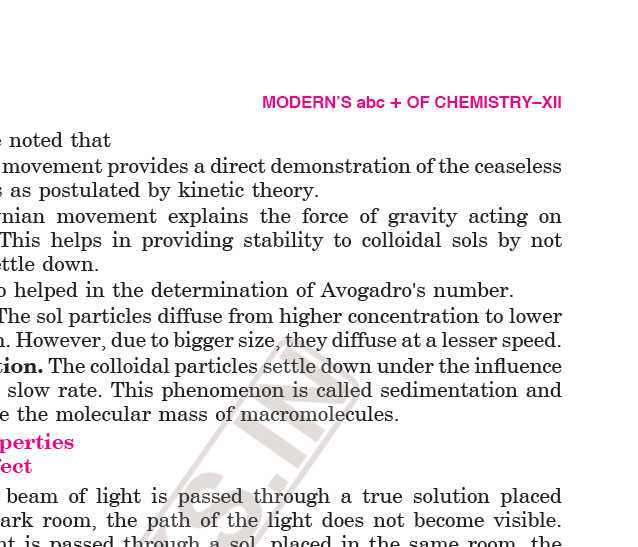 MODERN'S abc + OF CHEMISTRY–XII
e noted that
movement provides a direct demonstration of the ceaseless
s as postulated by kinetic theory.
nian movement explains the force of gravity acting on
This helps in providing stability to colloidal sols by not
ettle down.
o helped in the determination of Avogadro's number.
The sol particles diffuse from higher concentration to lower
n. However, due to bigger size, they diffuse at a lesser speed.
tion. The colloidal particles settle down under the influence
slow rate. This phenomenon is called sedimentation and
e the molecular mass of macromolecules.
perties
fect
beam of light is passed through a true solution placed
ark room, the path of the light does not become visible.
ht is passed through a sol, placed in the same room, the
S.IN